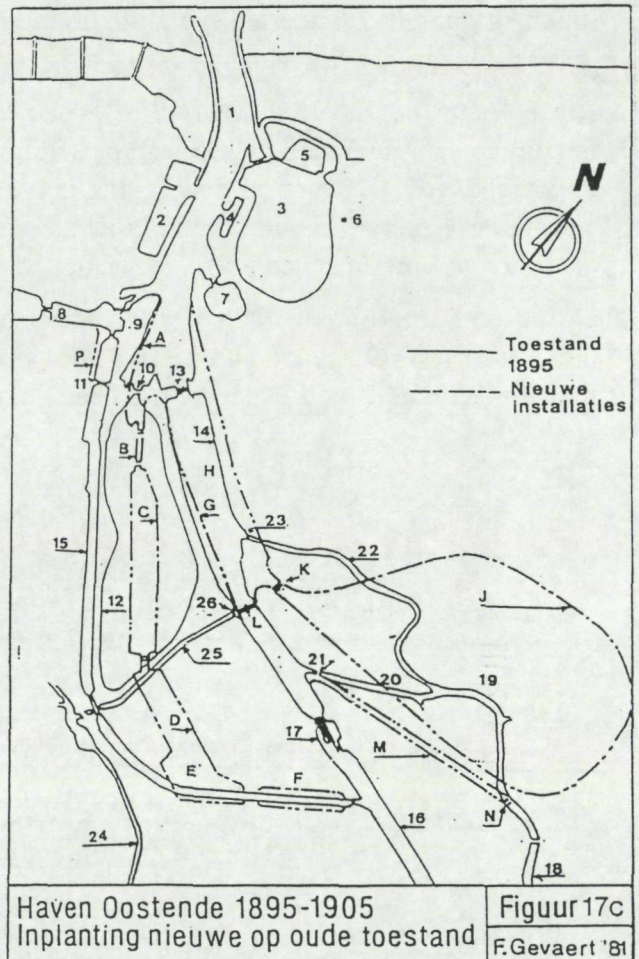 1
5
N
2
4
3
6
7
8
9
P
A
10
13
11
14
Toestand
1895
Nieuwe
installaties
B
H
C
G
23
15
22
K
J
12
26
L
25
21
20
19
D
17
M
E
F
N
24
16
18
Haven Oostende 1895-1905
Inplanting nieuwe op oude toestand
Figuur 17c
F. Gevaert '81